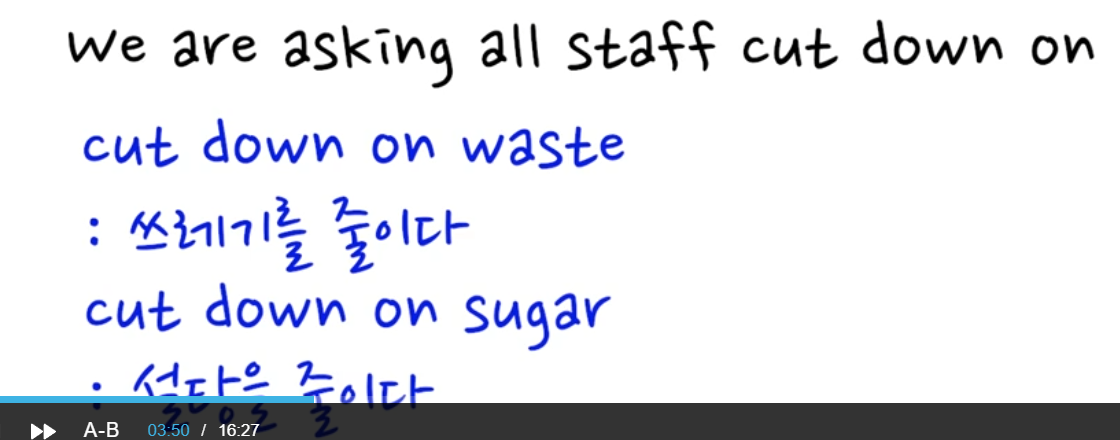 we are asking all staff cut down on
cut down on waste
: 쓰레기를 줄이다
cut down on sugar
: 설탕을 줄이다
A-B 03:50 / 16:27